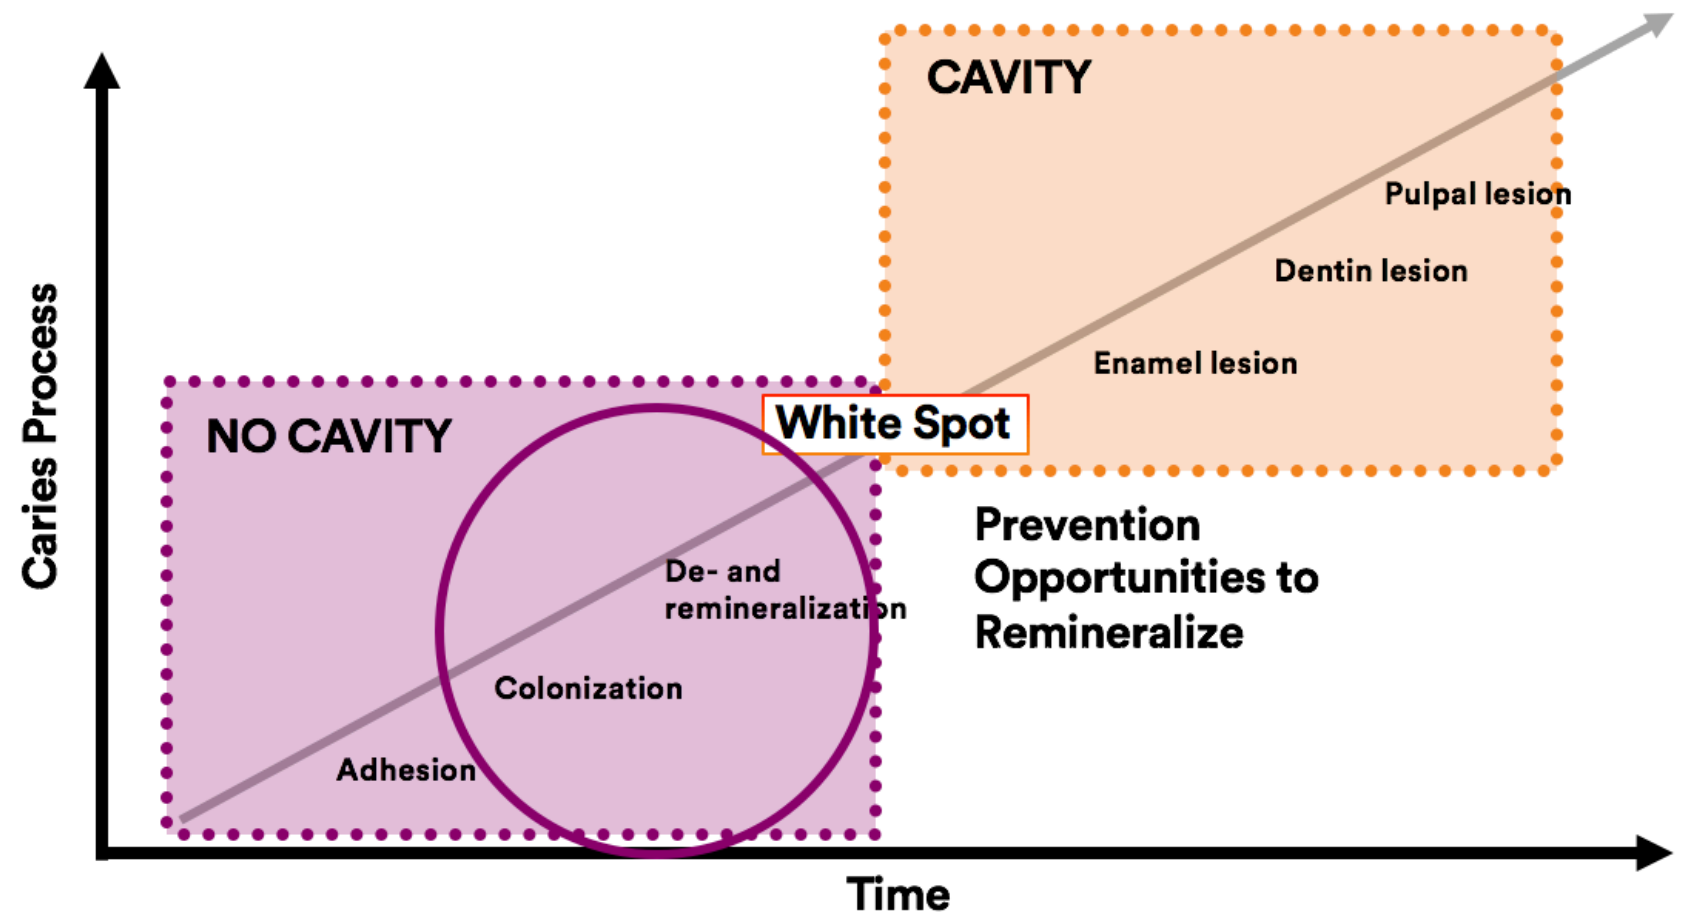 CAVITY
Pulpal lesion
Dentin lesion
Enamel lesion
White Spot
NO CAVITY
Prevention
Opportunities to
Remineralize
De- and
remineralization
Colonization
Adhesion
Caries Process
Time